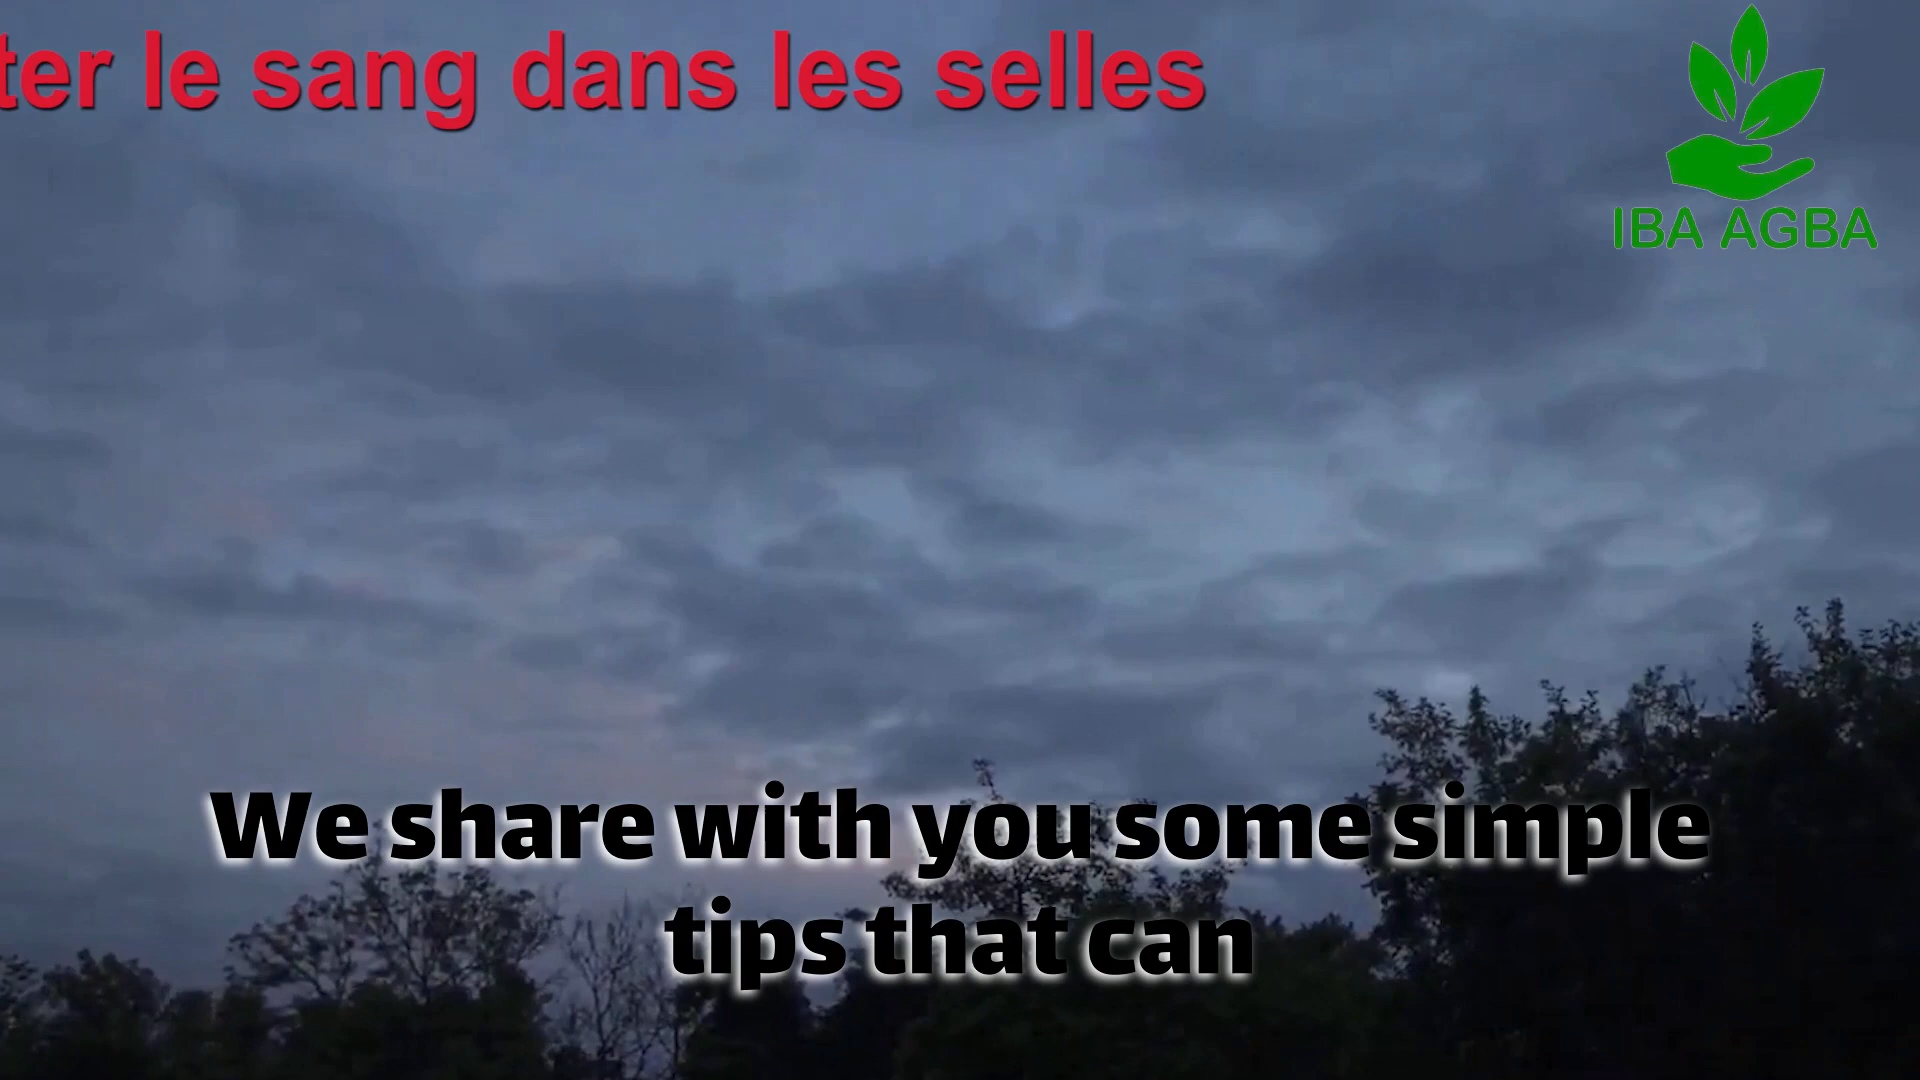 ter le sang dans les selles
IBA AGBA
We share with you some simple
tips that can